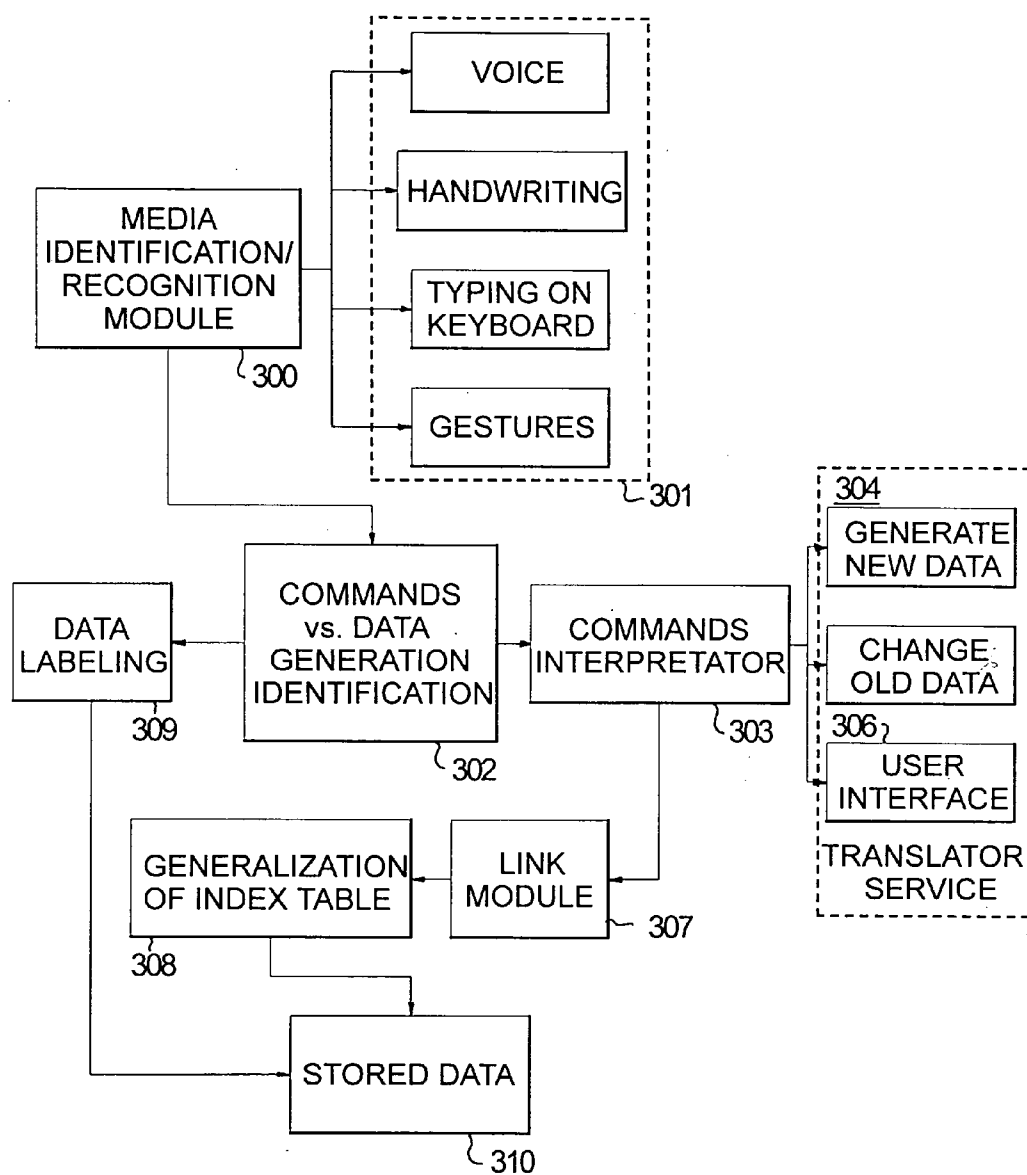 VOICE
HANDWRITING
TYPING ON
KEYBOARD
GESTURES
301
MEDIA
IDENTIFICATION/
RECOGNITION
MODULE
300
COMMANDS
vs. DATA
GENERATION
IDENTIFICATION
302
DATA
LABELING
309
COMMANDS
INTERPRETATOR
303
304
GENERATE
NEW DATA
CHANGE
OLD DATA
306
USER
INTERFACE
TRANSLATOR
SERVICE
GENERALIZATION
OF INDEX TABLE
308
LINK
MODULE
307
STORED DATA
310